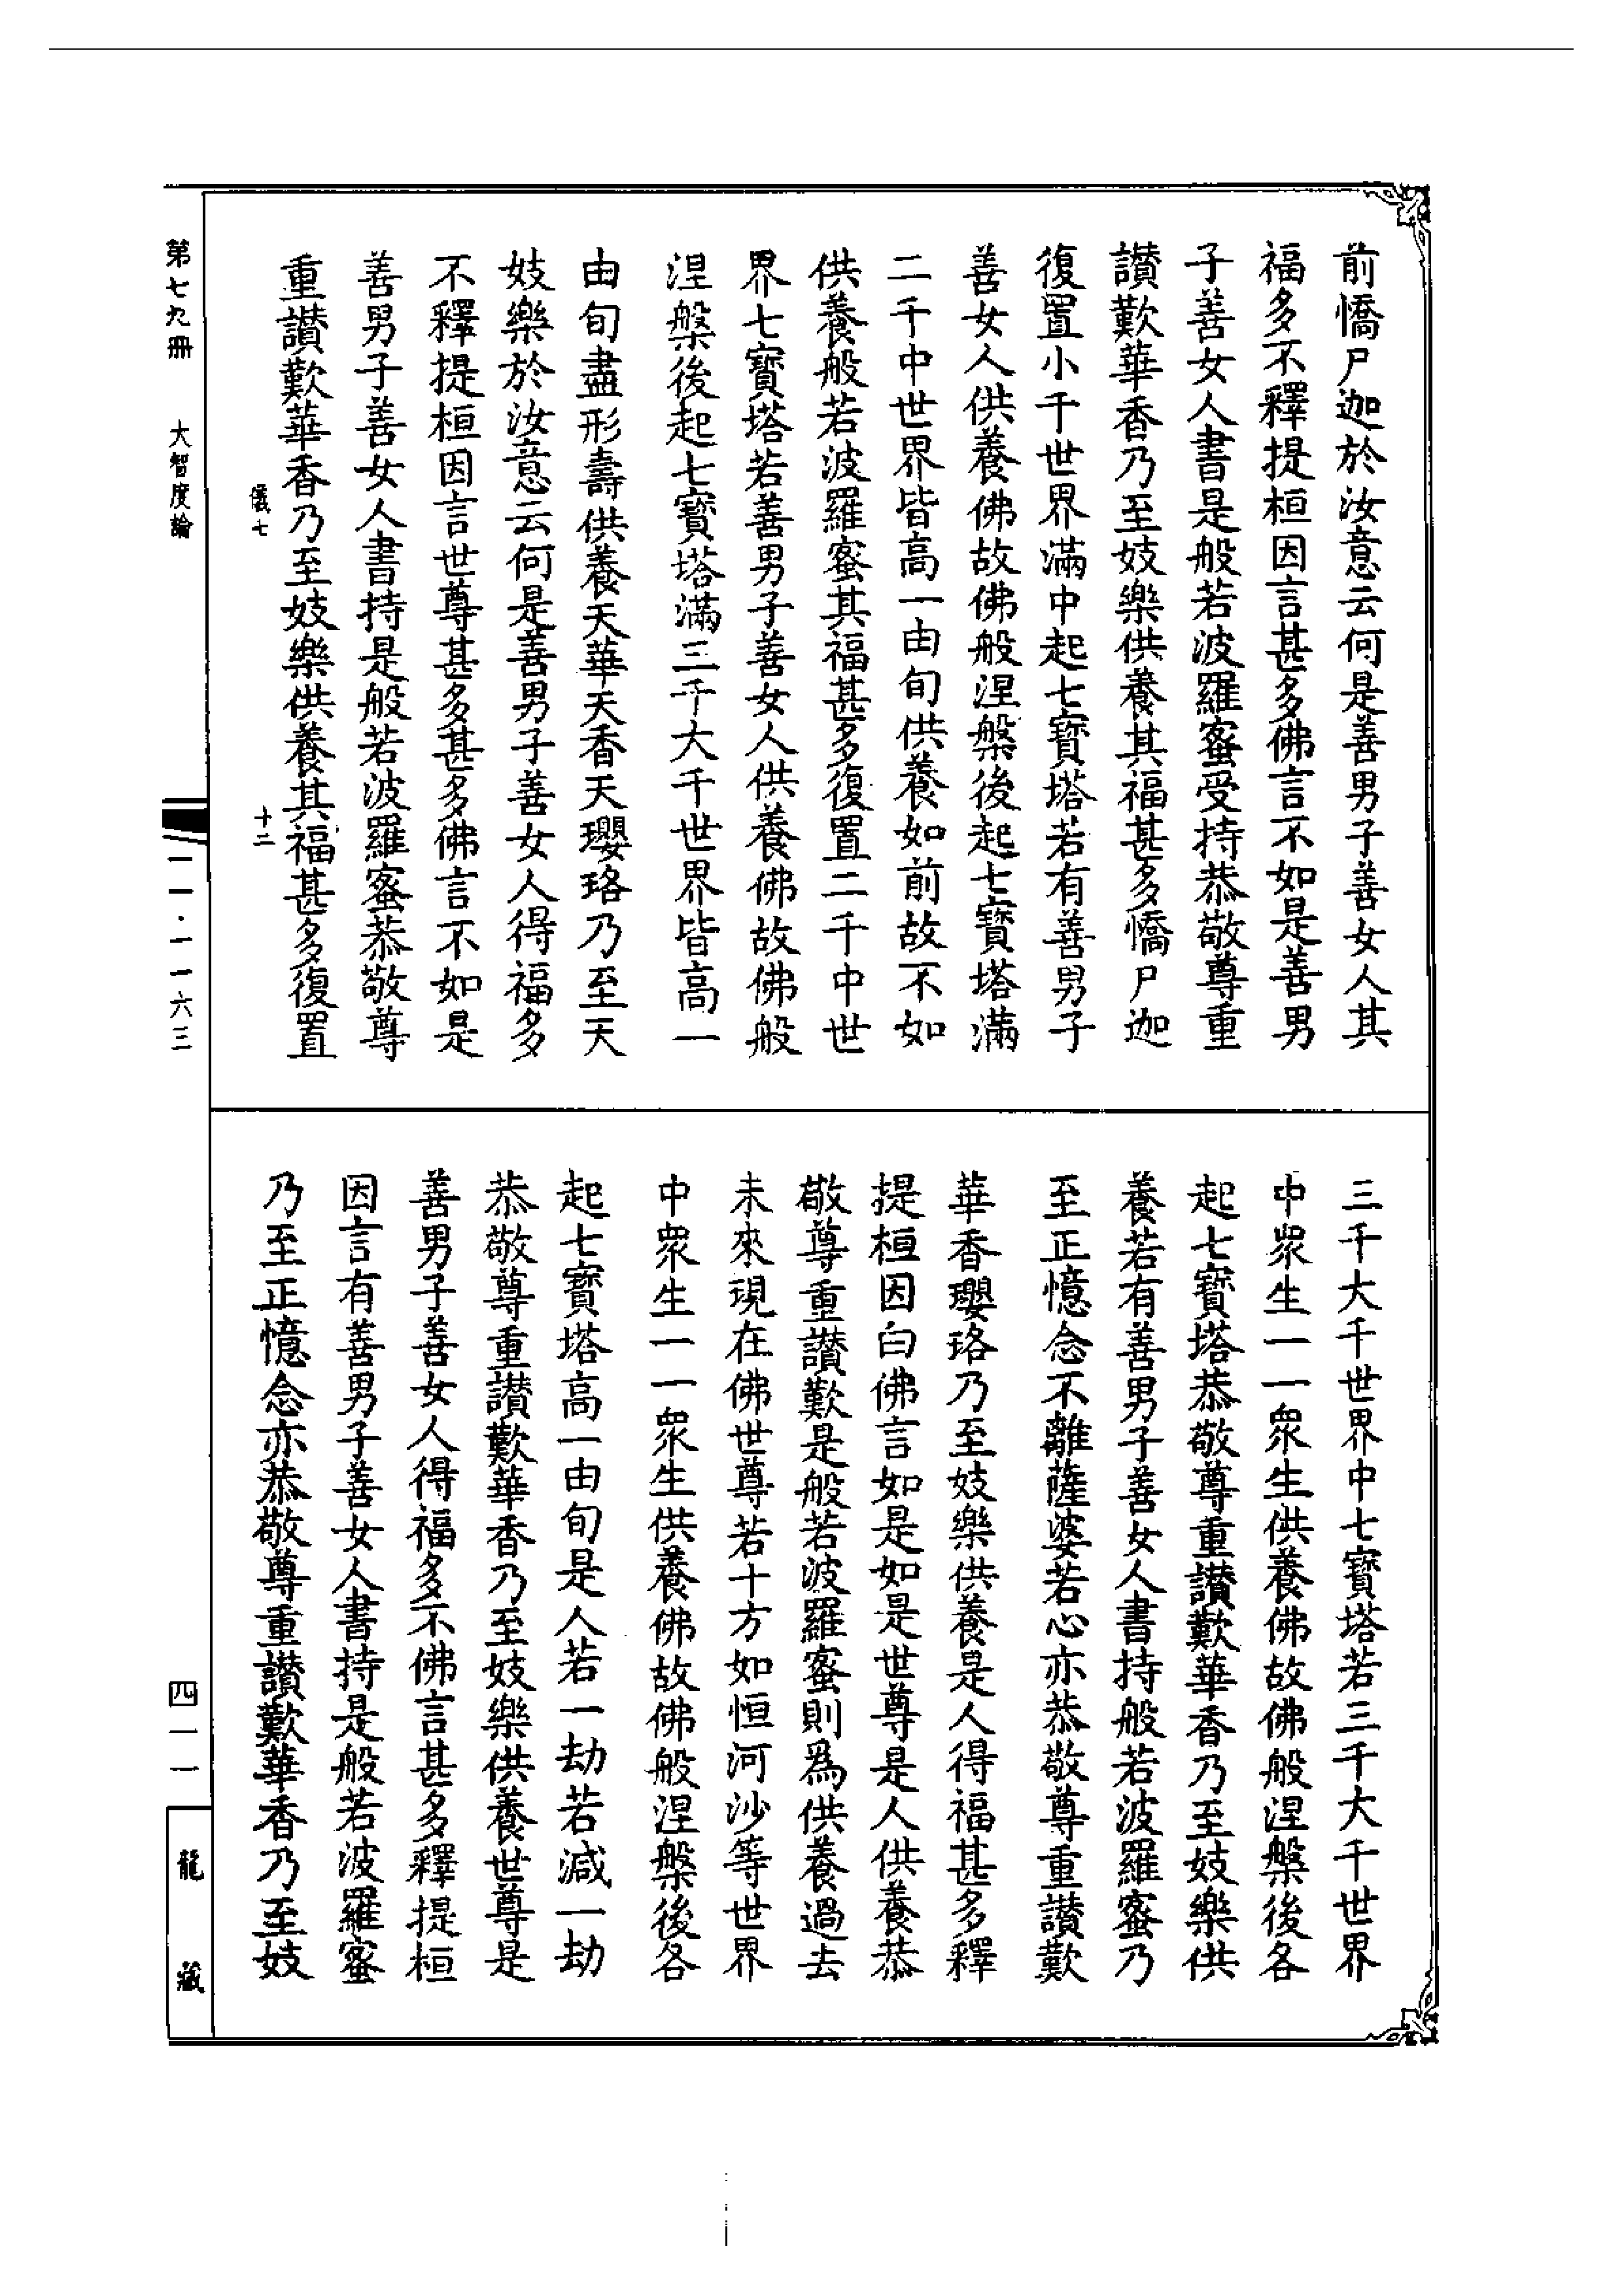 前憍尸迦於汝意云何是善男子善女人其
福多不釋提桓因言甚多佛言不如是善男
子善女人書是般若波羅蜜受持恭敬尊重
讚歎華香乃至妓樂供養其福甚多憍尸迦
復置小千世界滿中起七寶塔若有善男子
善女人供養佛故佛般涅槃後起七寶塔滿
二千中世界皆高一由旬供養如前故不如
供養般若波羅蜜其福甚多復置二千中世
界七寶塔若善男子善女人供養佛故佛般
涅槃後起七寶塔滿三千大千世界皆高一
由旬盡形壽供養天華天香天瓔珞乃至天
妓樂於汝意云何是善男子善女人得福多
不釋提桓因言世尊甚多甚多佛言不如是
善男子善女人書持是般若波羅蜜恭敬尊
重讚歎華香乃至妓樂供養其福甚多復置
儀七 十二
三千大千世界中七寶塔若三千大千世界
中眾生一一眾生供養佛故佛般涅槃後各
起七寶塔恭敬尊重讚歎華香乃至妓樂供
養若有善男子善女人書持般若波羅蜜乃
至正憶念不離薩婆若心亦恭敬尊重讚歎
華香瓔珞乃至妓樂供養是人得福甚多釋
提桓因白佛言如是如是世尊是人供養恭
敬尊重讚歎是般若波羅蜜則為供養過去
未來現在佛世尊若十方如恒河沙等世界
中眾生一一眾生供養佛故佛般涅槃後各
起七寶塔高一由旬是人若一劫若減一劫
恭敬尊重讚歎華香乃至妓樂供養世尊是
善男子善女人得福多不佛言甚多釋提桓
因言有善男子善女人書持是般若波羅蜜
乃至正憶念亦恭敬尊重讚歎華香乃至妓
第七九冊 大智度論 一一·一一六三 四一一 龍藏